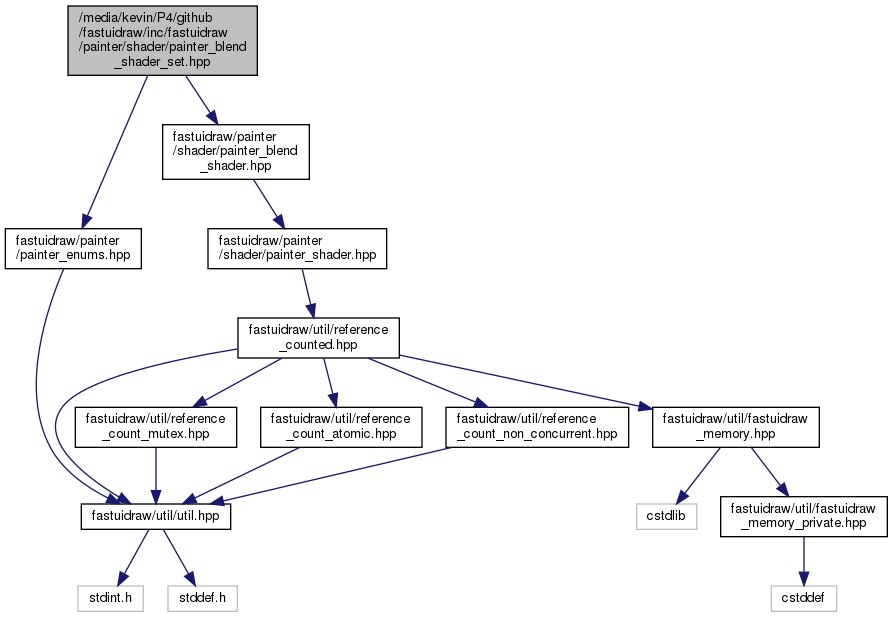 /media/kevin/P4/github
/fastuidraw/inc/fastuidraw
/painter/shader/painter_blend
_shader_set.hpp
fastuidraw/painter
/shader/painter_blend
_shader.hpp
fastuidraw/painter
/painter_enums.hpp
fastuidraw/painter
/shader/painter_shader.hpp
fastuidraw/util/reference
_counted.hpp
fastuidraw/util/reference
_count_mutex.hpp
fastuidraw/util/reference
_count_atomic.hpp
fastuidraw/util/reference
_count_non_concurrent.hpp
fastuidraw/util/fastuidraw
_memory.hpp
fastuidraw/util/util.hpp
cstdlib
fastuidraw/util/fastuidraw
_memory_private.hpp
stdint.h
stddef.h
cstddef